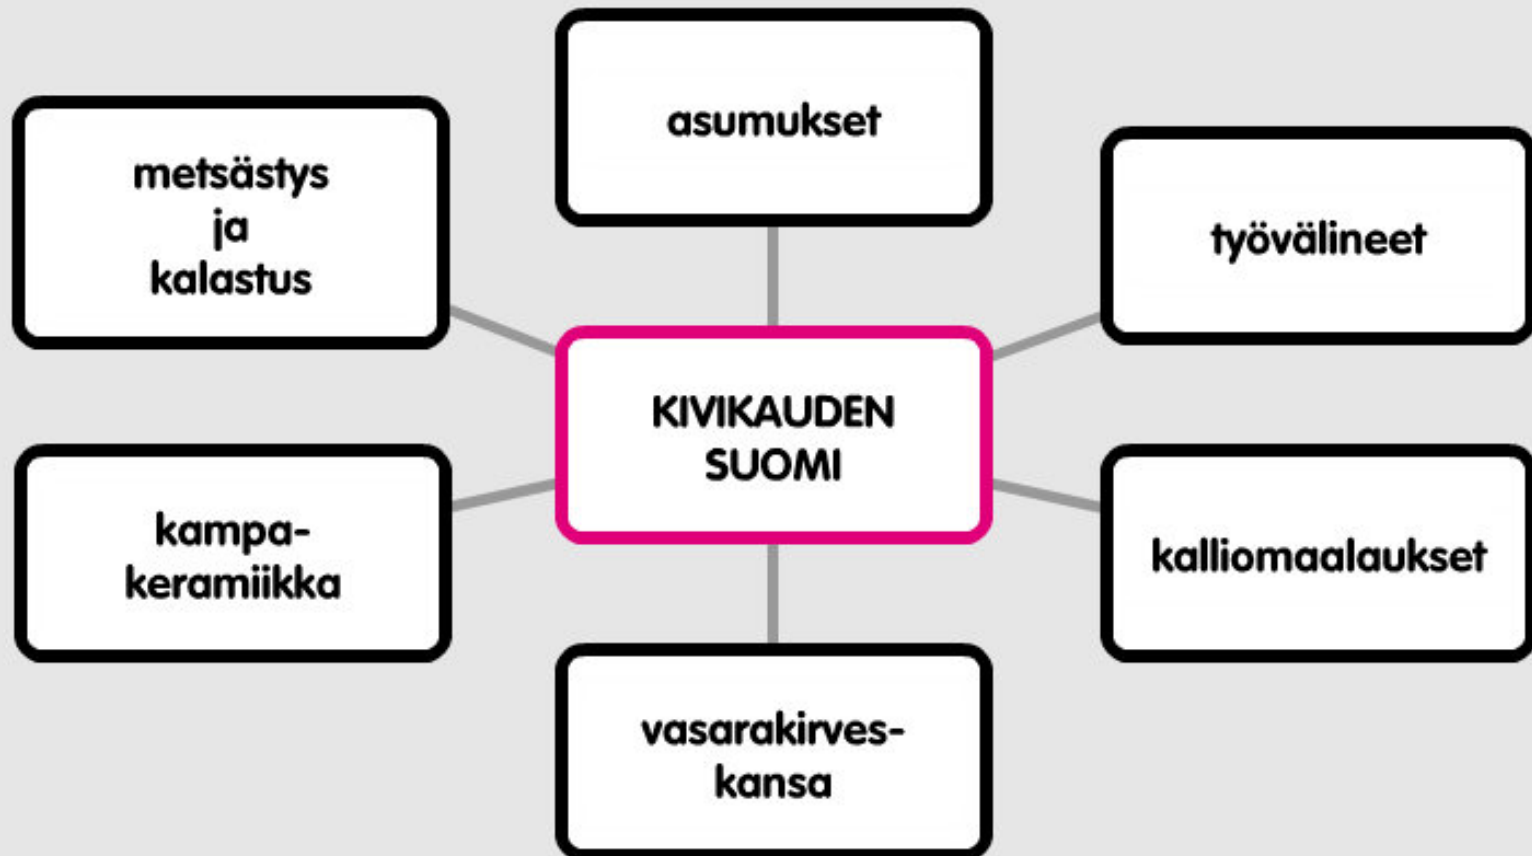 asumukset
metsästys
ja
kalastus
työvälineet
KIVIKAUDEN
SUOMI
kampa-
keramiikka
kalliomaalaukset
vasarakirves-
kansa